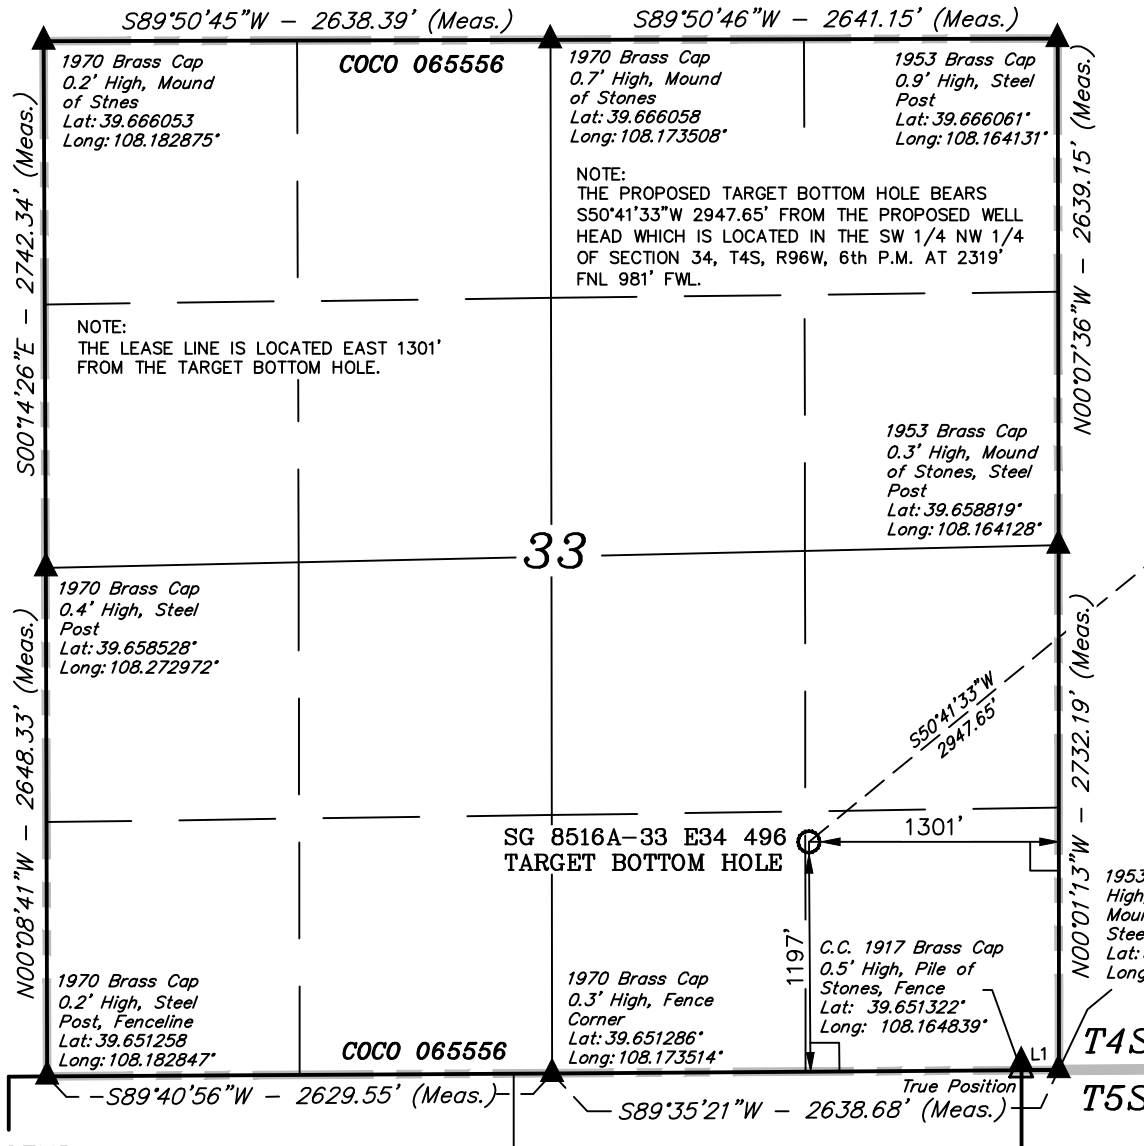 S89°50'45"W - 2638.39' (Meas.)
S89°50'46"W - 2641.15' (Meas.)
1970 Brass Cap
0.2' High, Mound
of Stnes
Lat: 39.666053
Long: 108.182875°
COCO 065556
1970 Brass Cap
0.7' High, Mound
of Stones
Lat: 39.666058
Long: 108.173508°
1953 Brass Cap
0.9' High, Steel
Post
Lat: 39.666061°
Long: 108.164131°
NOTE:
THE PROPOSED TARGET BOTTOM HOLE BEARS
S50°41'33"W 2947.65' FROM THE PROPOSED WELL
HEAD WHICH IS LOCATED IN THE SW 1/4 NW 1/4
OF SECTION 34, T4S, R96W, 6th P.M. AT 2319'
FNL 981' FWL.
S00°14'26"E - 2742.34' (Meas.)
N00°07'36"W - 2639.15' (Meas.)
NOTE:
THE LEASE LINE IS LOCATED EAST 1301'
FROM THE TARGET BOTTOM HOLE.
1953 Brass Cap
0.3' High, Mound
of Stones, Steel
Post
Lat: 39.658819°
Long: 108.164128°
33
1970 Brass Cap
0.4' High, Steel
Post
Lat: 39.658528°
Long: 108.272972°
S50°41'33"W
2947.65'
N00°08'41"W - 2648.33' (Meas.)
N00°01'13"W - 2732.19' (Meas.)
SG 8516A-33 E34 496
TARGET BOTTOM HOLE
1301'
1197'
1953
High
Mou
Stee
Lat:
Long
C.C. 1917 Brass Cap
0.5' High, Pile of
Stones, Fence
Lat: 39.651322°
Long: 108.164839°
1970 Brass Cap
0.2' High, Steel
Post, Fenceline
Lat: 39.651258
Long: 108.182847°
COCO 065556
1970 Brass Cap
0.3' High, Fence
Corner
Lat: 39.651286°
Long: 108.173514°
L1
T4S
True Position
T5S
S89°40'56"W - 2629.55' (Meas.)
S89°35'21"W - 2638.68' (Meas.)